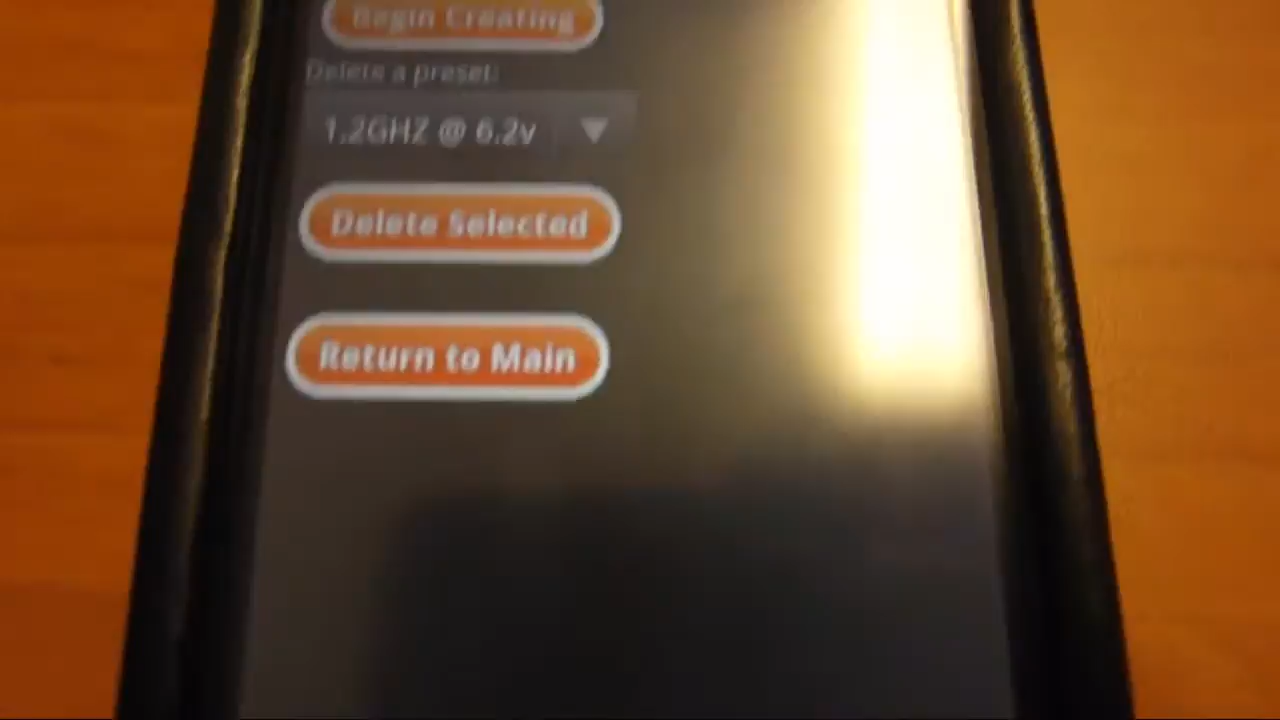 Begin Creating
Delete a preset:
1.2GHZ @ 6.2v
Delete Selected
Return to Main